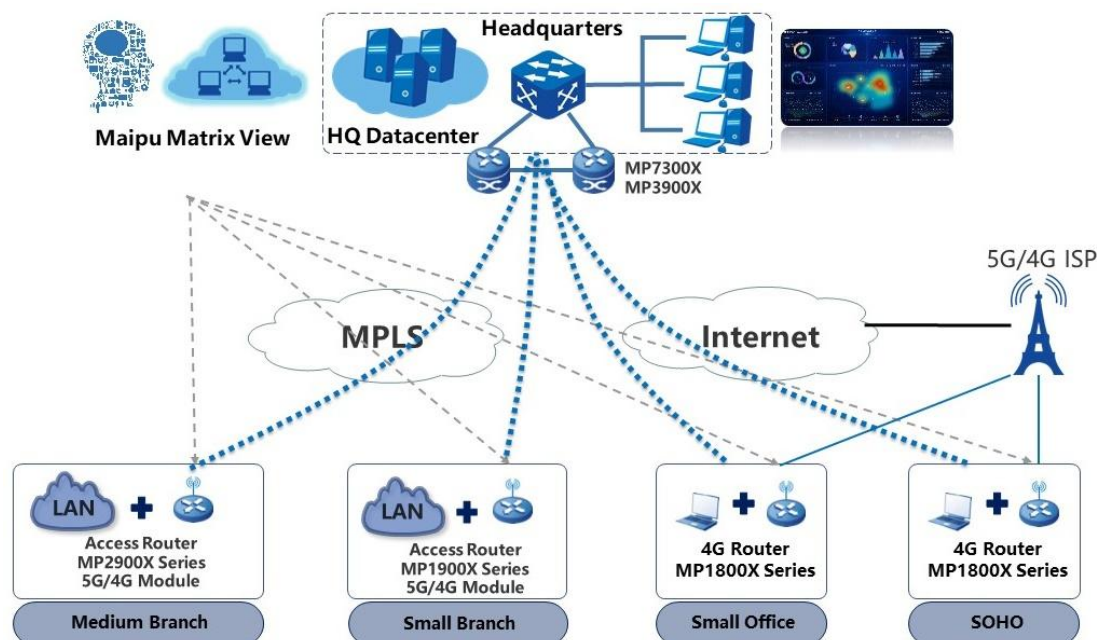 Headquarters
HQ Datacenter
Maipu Matrix View
MP7300X
MP3900X
5G/4G ISP
MPLS
Internet
LAN
Access Router
MP2900X Series
5G/4G Module
Medium Branch
LAN
Access Router
MP1900X Series
5G/4G Module
Small Branch
4G Router
MP1800X Series
Small Office
4G Router
MP1800X Series
SOHO